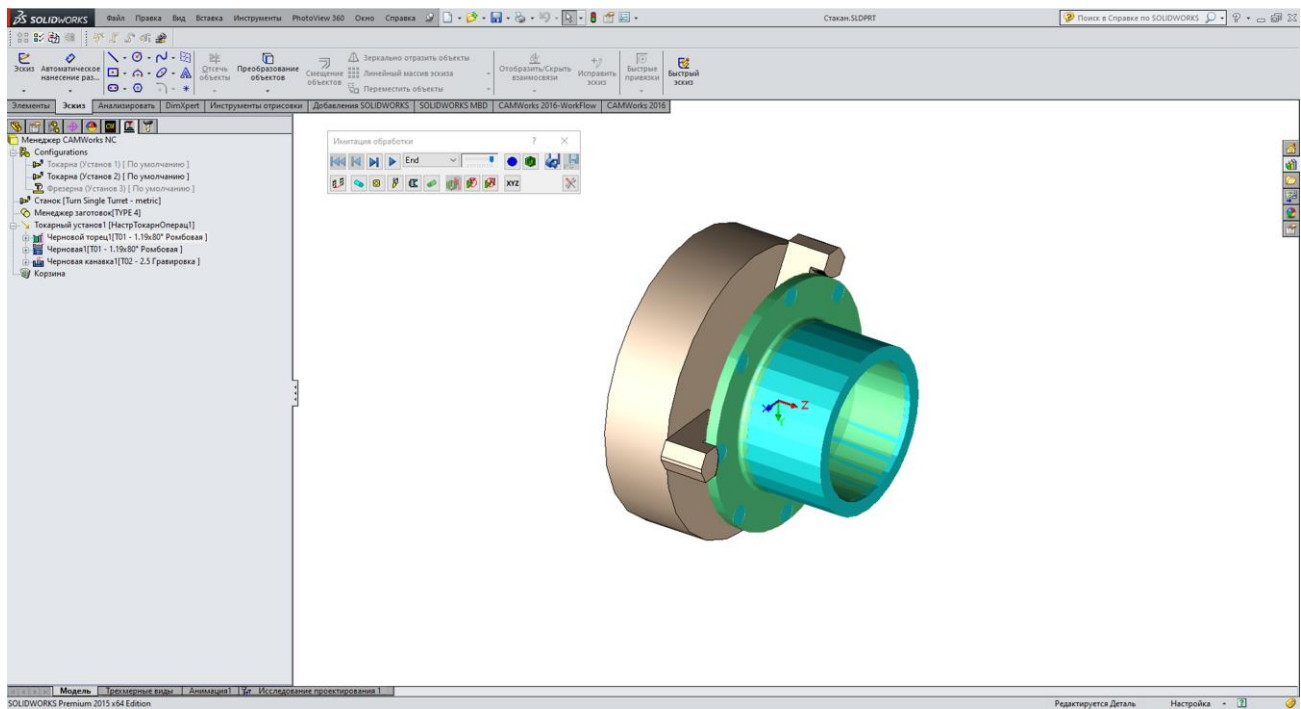 SOLIDWORKS Файл Правка Вид Вставка Инструменты PhotoView 360 Окно Справка Стакан.SLDPRT Поиск в Справке по SOLIDWORKS
Эскиз Автоматическое нанесение раз... Отсечь объекты Преобразование объектов Смещение объектов Зеркально отразить объекты Отобразить/Скрыть взаимосвязи Исправить эскиз Быстрые привязки Быстрый эскиз
Линейный массив эскиза
Переместить объекты
Элементы Эскиз Анализировать DimXpert Инструменты отрисовки Добавления SOLIDWORKS SOLIDWORKS MBD CAMWorks 2016-WorkFlow CAMWorks 2016
Менеджер CAMWorks NC
Configurations
Токарна (Установ 1) [ По умолчанию ]
Токарна (Установ 2) [ По умолчанию ]
Фрезерна (Установ 3) [ По умолчанию ]
Станок [Turn Single Turret - metric]
Менеджер заготовок[TYPE 4]
Токарный установ1 [НастрТокарнОперац1]
Черновой торец1[T01 - 1.19x80° Ромбовая ]
Черновая1[T01 - 1.19x80° Ромбовая ]
Черновая канавка1[T02 - 2.5 Гравировка ]
Корзина
Имитация обработки ?
End
XYZ
Z
Модель Трехмерные виды Анимация1 Исследование проектирования 1
SOLIDWORKS Premium 2015 x64 Edition Редактируется Деталь Настройка